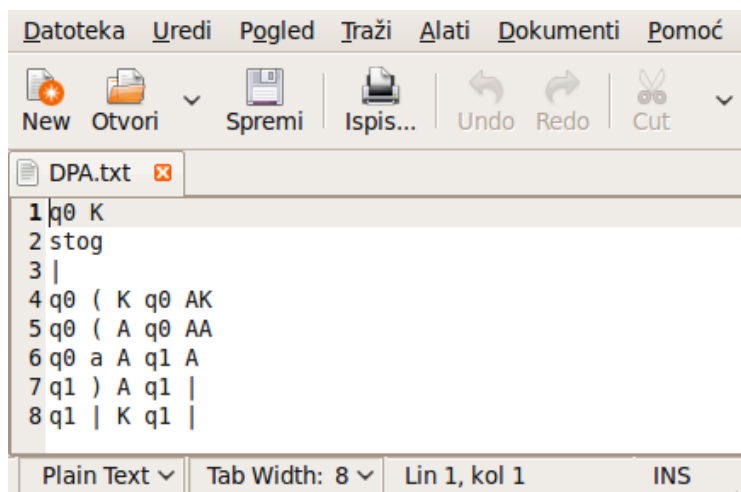 Datoteka Uredi Pogled Traži Alati Dokumenti Pomoć
New Otvori Spremi Ispis... Undo Redo Cut
DPA.txt
1 q0 K
2 stog
3 |
4 q0 ( K q0 AK
5 q0 ( A q0 AA
6 q0 a A q1 A
7 q1 ) A q1 |
8 q1 | K q1 |
Plain Text Tab Width: 8 Lin 1, kol 1 INS